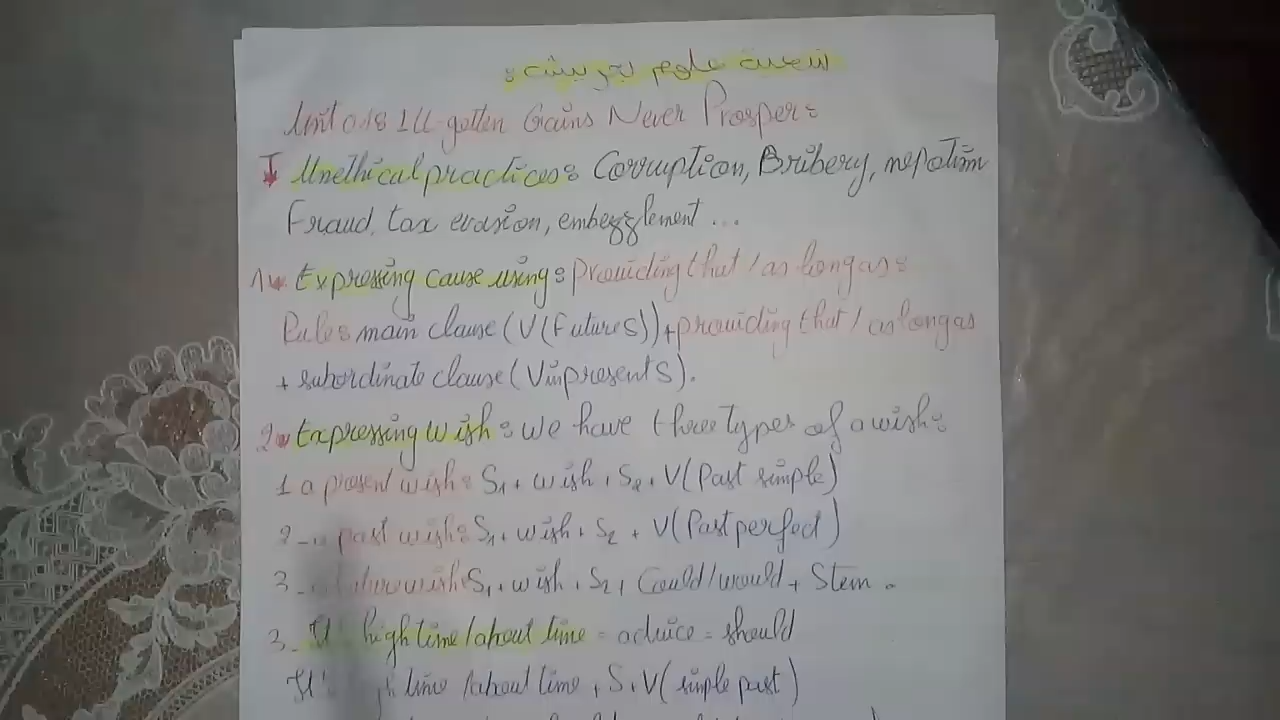 شعبة علوم تجريبية:
Unit 01: Ill-gotten Gains Never Prosper:
I Unethical practices: Corruption, Bribery, nepotism
Fraud, tax evasion, embezzlement ...
1 Expressing cause using: providing that / as long as:
Rule: main clause (V(Future S)) + providing that / as long as
+ subordinate clause (V in present S).
2 Expressing wish: we have three types of a wish:
1 a present wish: S1 + wish + S2 + V (Past simple)
2 - a past wish: S1 + wish + S2 + V (Past perfect)
3 - wish: S1 + wish + S2 + Could/would + Stem.
3 - high time / about time = advice = should
time / about time + S + V (simple past)